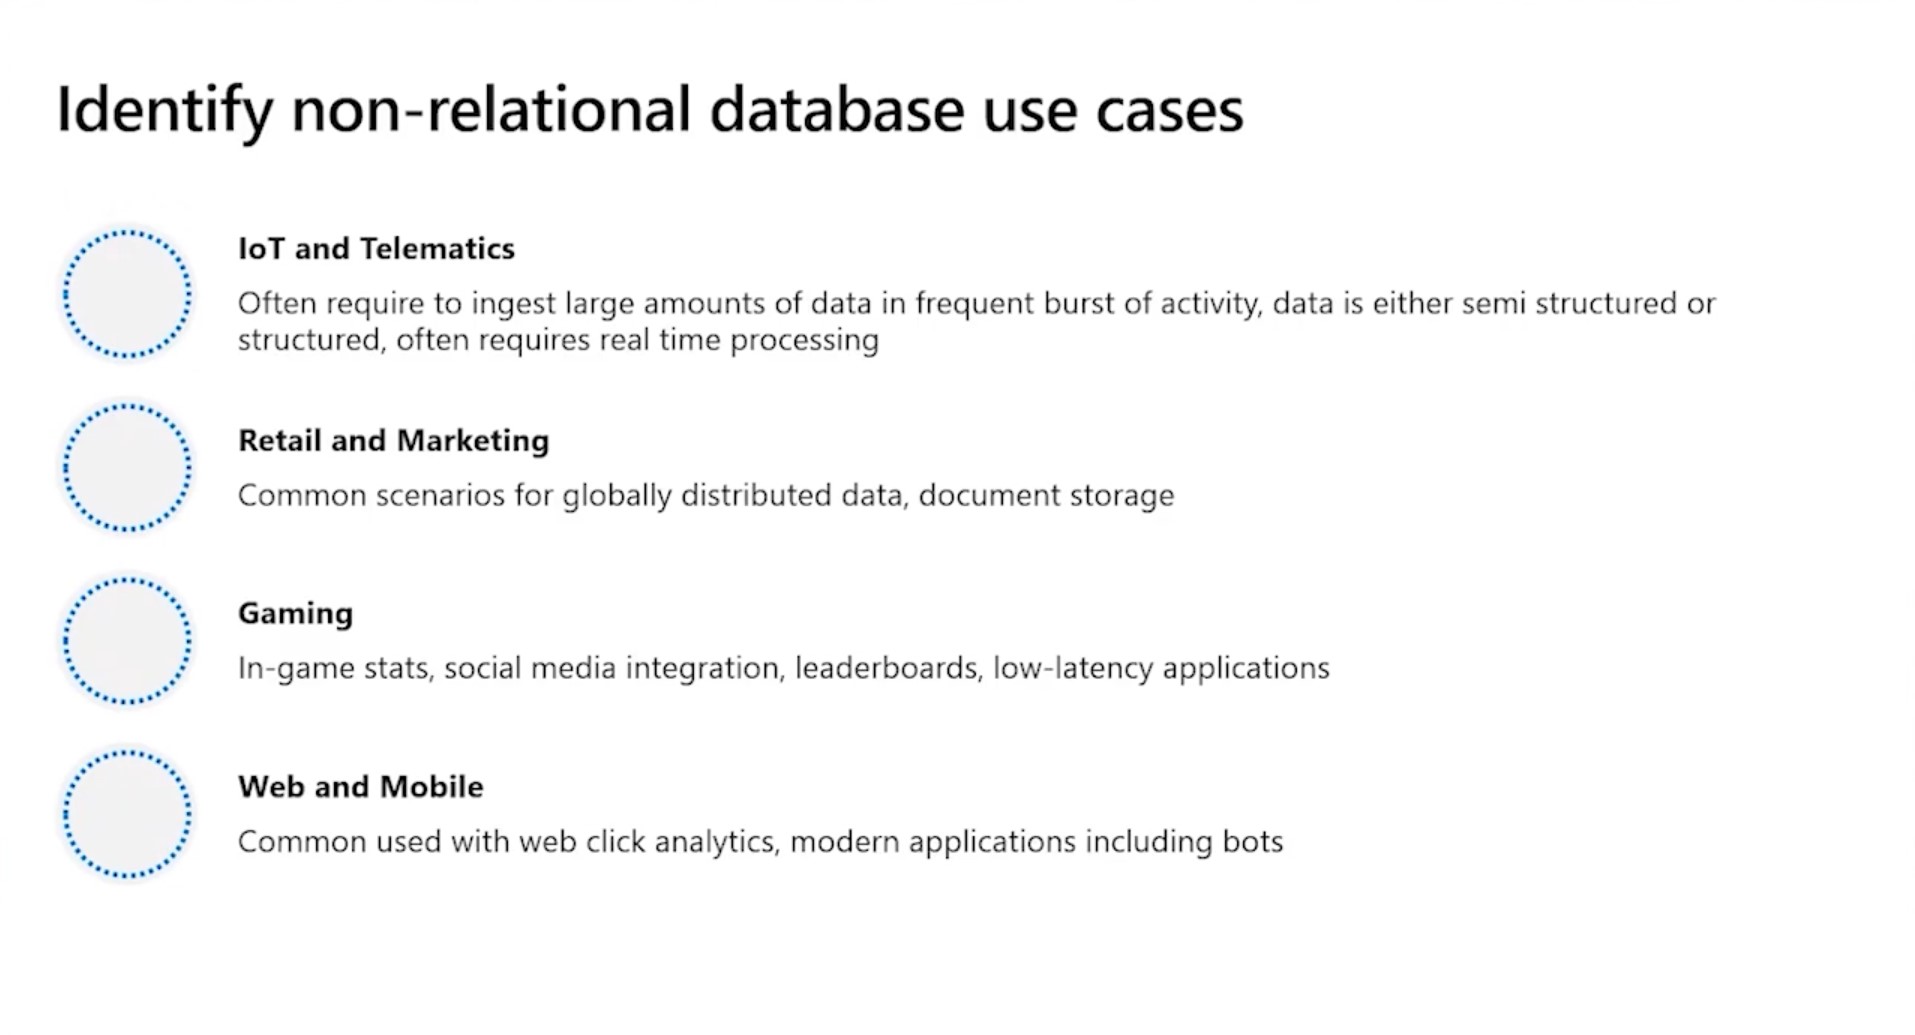 Identify non-relational database use cases
IoT and Telematics
Often require to ingest large amounts of data in frequent burst of activity, data is either semi structured or
structured, often requires real time processing
Retail and Marketing
Common scenarios for globally distributed data, document storage
Gaming
In-game stats, social media integration, leaderboards, low-latency applications
Web and Mobile
Common used with web click analytics, modern applications including bots